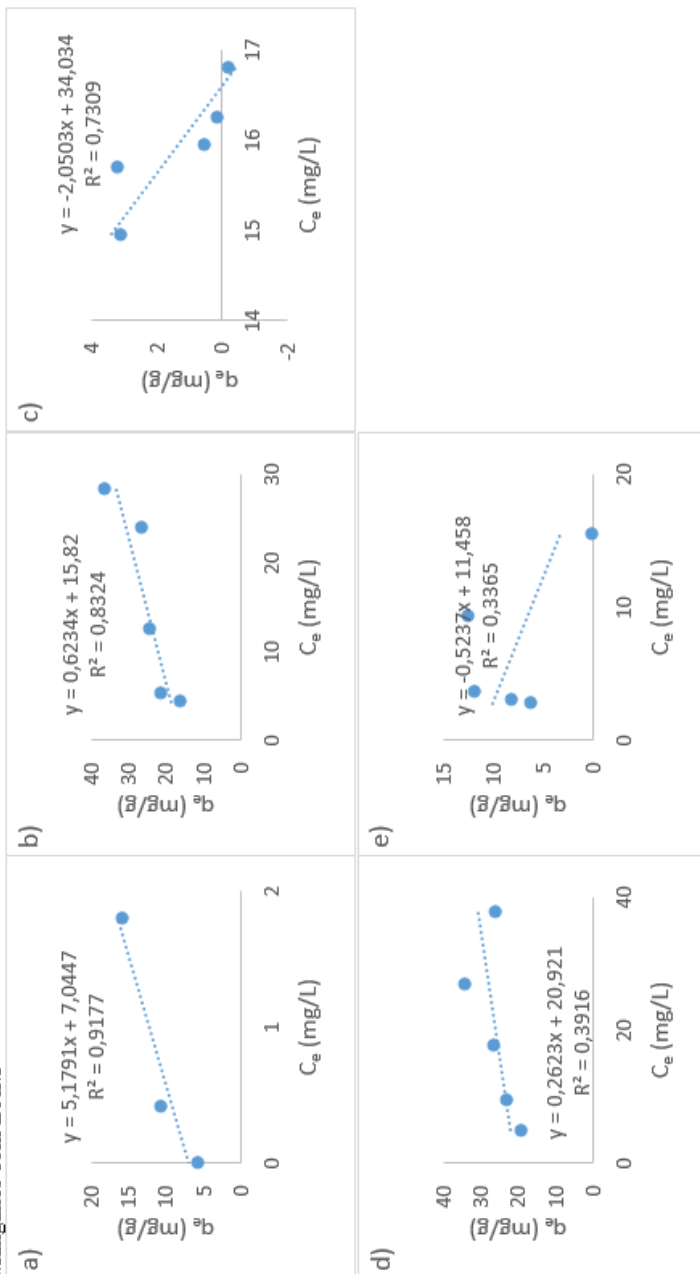 a)
y = 5,1791x + 7,0447
R² = 0,9177
qₑ (mg/g)
20
15
10
5
0
0
1
2
Cₑ (mg/L)
b)
y = 0,6234x + 15,82
R² = 0,8324
qₑ (mg/g)
40
30
20
10
0
0
10
20
30
Cₑ (mg/L)
c)
y = -2,0503x + 34,034
R² = 0,7309
qₑ (mg/g)
4
2
0
-2
14
15
16
17
Cₑ (mg/L)
d)
y = 0,2623x + 20,921
R² = 0,3916
qₑ (mg/g)
40
30
20
10
0
0
20
40
Cₑ (mg/L)
e)
y = -0,5237x + 11,458
R² = 0,3365
qₑ (mg/g)
15
10
5
0
0
10
20
Cₑ (mg/L)